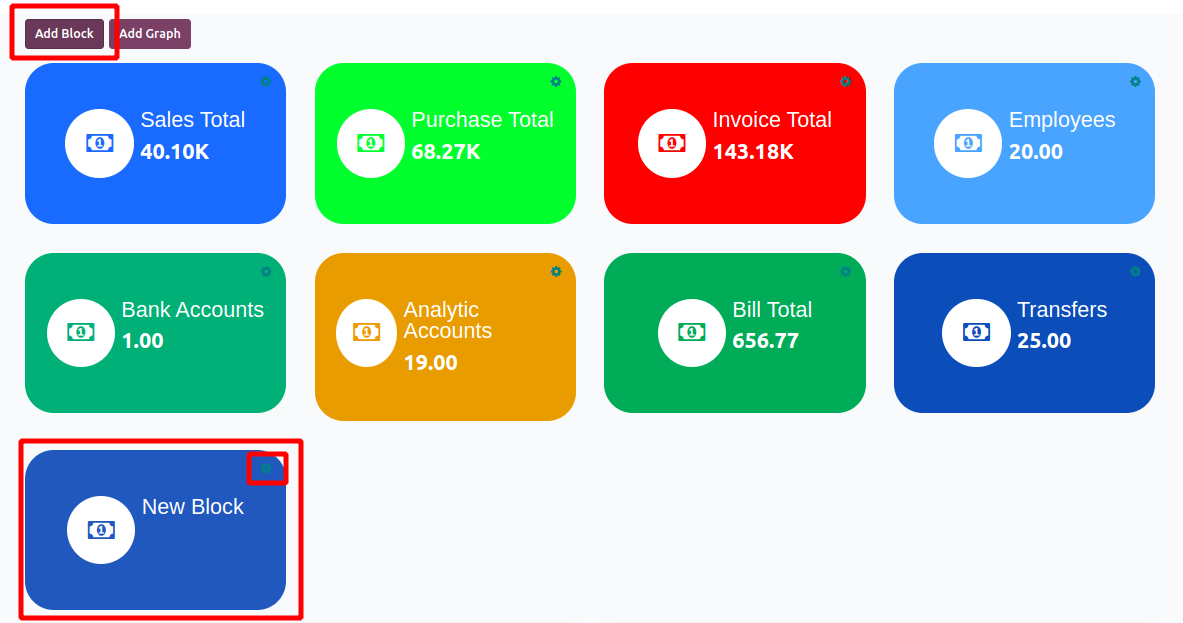 Add Block
Add Graph
Sales Total
40.10K
Purchase Total
68.27K
Invoice Total
143.18K
Employees
20.00
Bank Accounts
1.00
Analytic
Accounts
19.00
Bill Total
656.77
Transfers
25.00
New Block